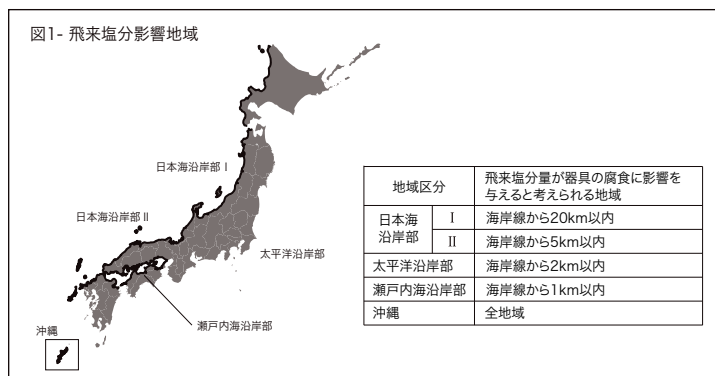 図1- 飛来塩分影響地域
日本海沿岸部Ⅰ
日本海沿岸部Ⅱ
太平洋沿岸部
瀬戸内海沿岸部
沖縄
地域区分
飛来塩分量が器具の腐食に影響を
与えると考えられる地域
日本海
沿岸部
Ⅰ
海岸線から20km以内
Ⅱ
海岸線から5km以内
太平洋沿岸部
海岸線から2km以内
瀬戸内海沿岸部
海岸線から1km以内
沖縄
全地域